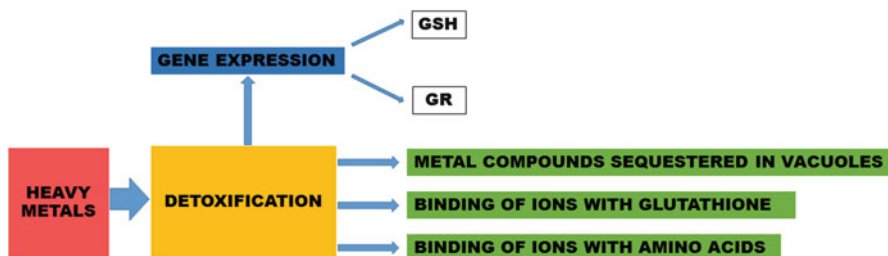 GSH
GENE EXPRESSION
GR
METAL COMPOUNDS SEQUESTERED IN VACUOLES
HEAVY
METALS
DETOXIFICATION
BINDING OF IONS WITH GLUTATHIONE
BINDING OF IONS WITH AMINO ACIDS